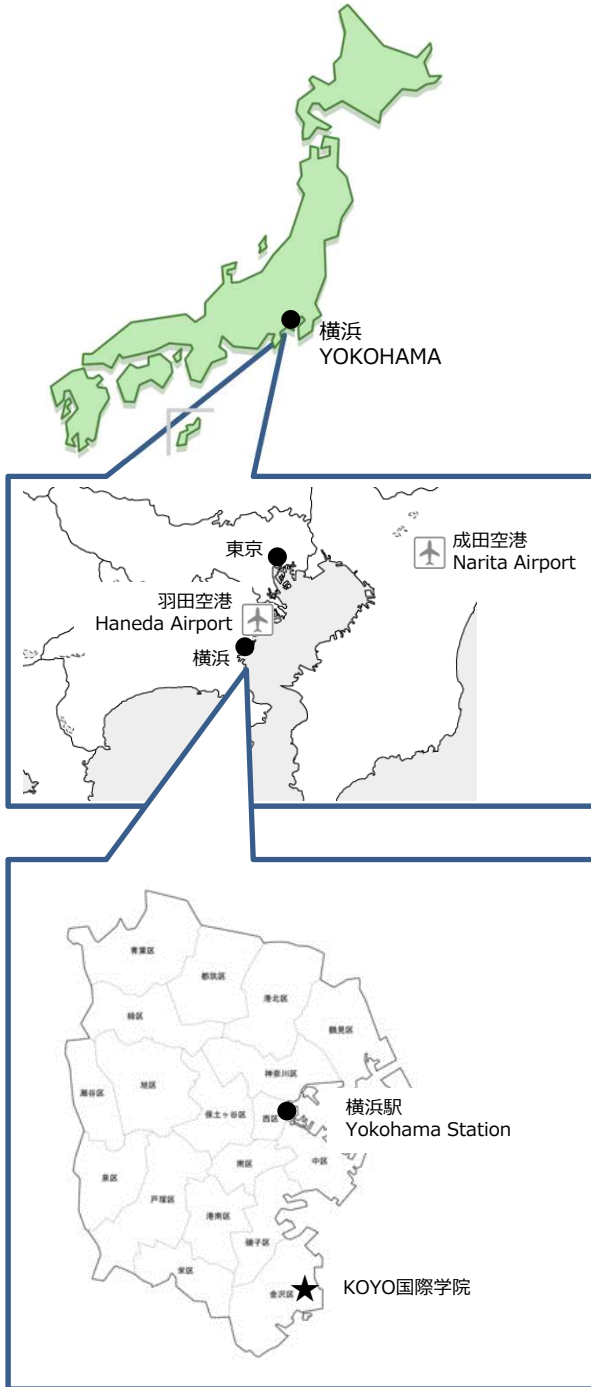 横浜
YOKOHAMA
東京
成田空港
Narita Airport
羽田空港
Haneda Airport
横浜
青葉区
都筑区
港北区
緑区
鶴見区
神奈川区
瀬谷区
旭区
保土ヶ谷区
西区
横浜駅
Yokohama Station
南区
中区
泉区
戸塚区
港南区
磯子区
栄区
金沢区
KOYO国際学院